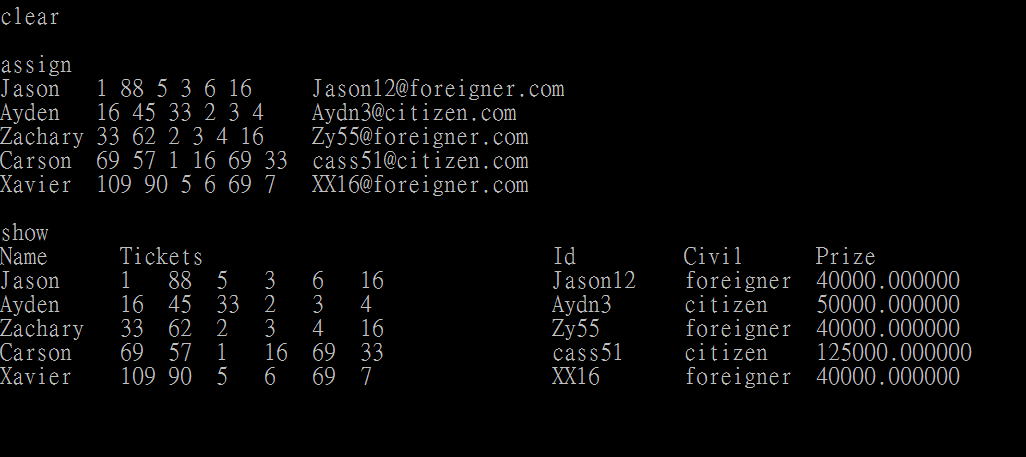 clear
assign
Jason 1 88 5 3 6 16 Jason12@foreigner.com
Ayden 16 45 33 2 3 4 Aydn3@citizen.com
Zachary 33 62 2 3 4 16 Zy55@foreigner.com
Carson 69 57 1 16 69 33 cass51@citizen.com
Xavier 109 90 5 6 69 7 XX16@foreigner.com
show
Name Tickets Id Civil Prize
Jason 1 88 5 3 6 16 Jason12 foreigner 40000.000000
Ayden 16 45 33 2 3 4 Aydn3 citizen 50000.000000
Zachary 33 62 2 3 4 16 Zy55 foreigner 40000.000000
Carson 69 57 1 16 69 33 cass51 citizen 125000.000000
Xavier 109 90 5 6 69 7 XX16 foreigner 40000.000000